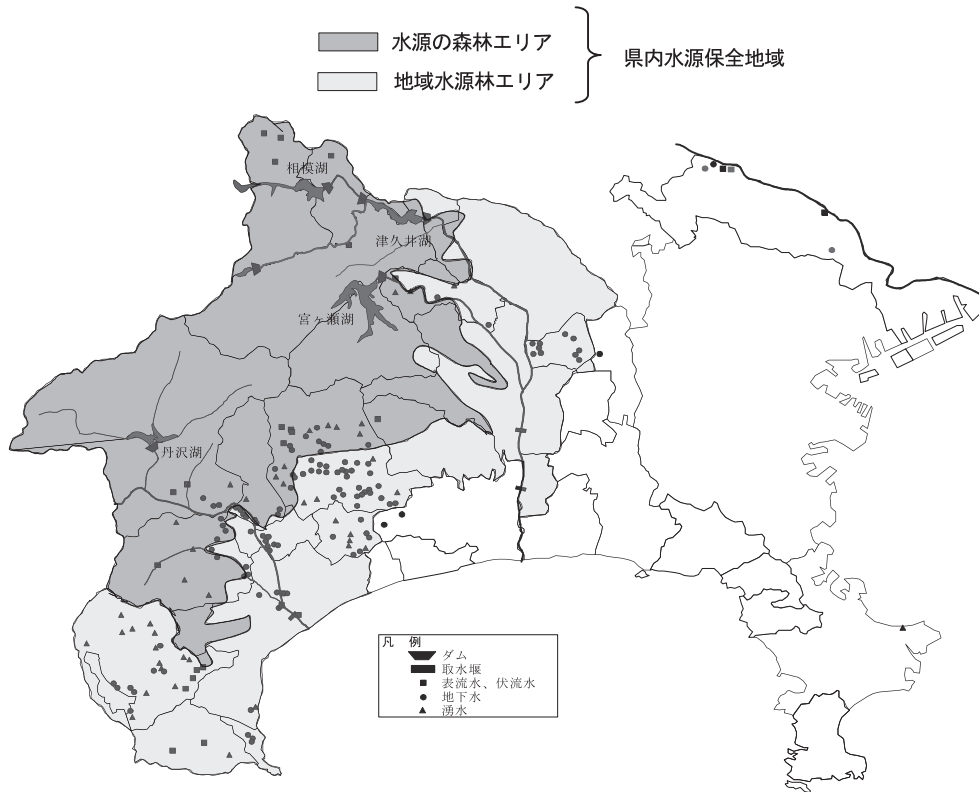 水源の森林エリア
地域水源林エリア
県内水源保全地域
相模湖
津久井湖
宮ヶ瀬湖
丹沢湖
凡 例
ダム
取水堰
表流水、伏流水
地下水
湧水